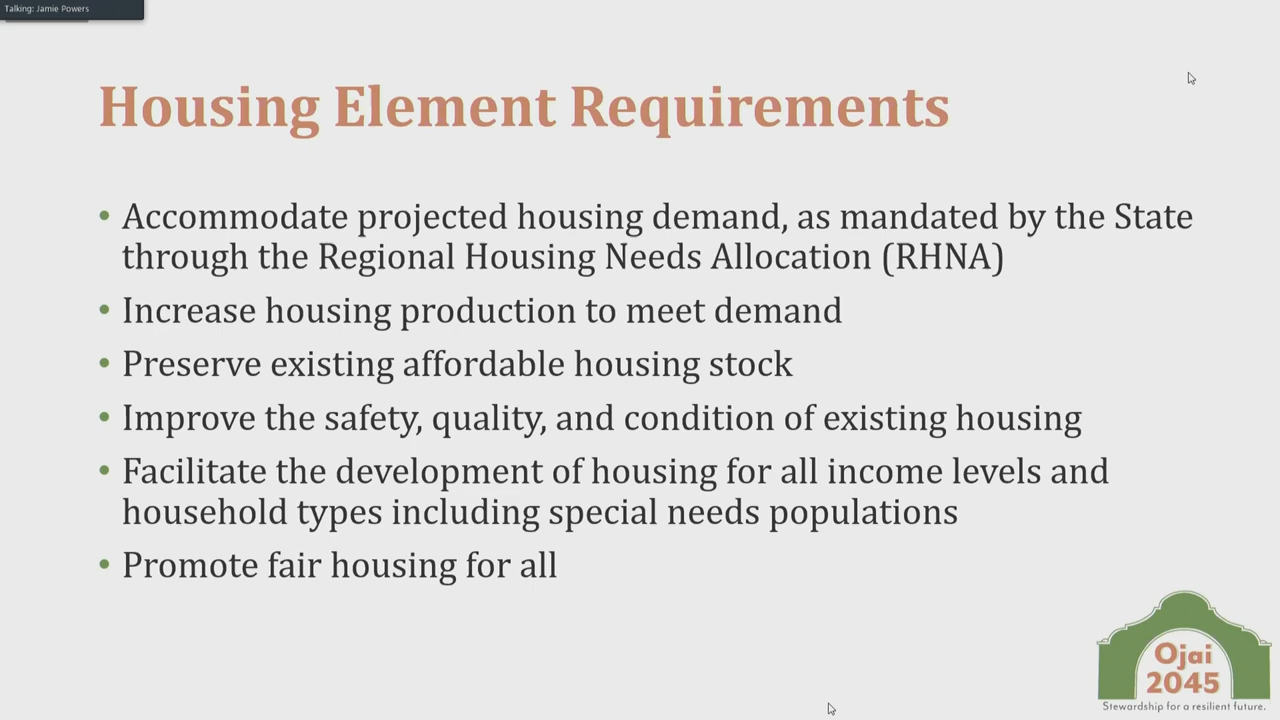 Talking: Jamie Powers
Housing Element Requirements
• Accommodate projected housing demand, as mandated by the State
through the Regional Housing Needs Allocation (RHNA)
• Increase housing production to meet demand
• Preserve existing affordable housing stock
• Improve the safety, quality, and condition of existing housing
• Facilitate the development of housing for all income levels and
household types including special needs populations
• Promote fair housing for all
Ojai
2045
Stewardship for a resilient future.